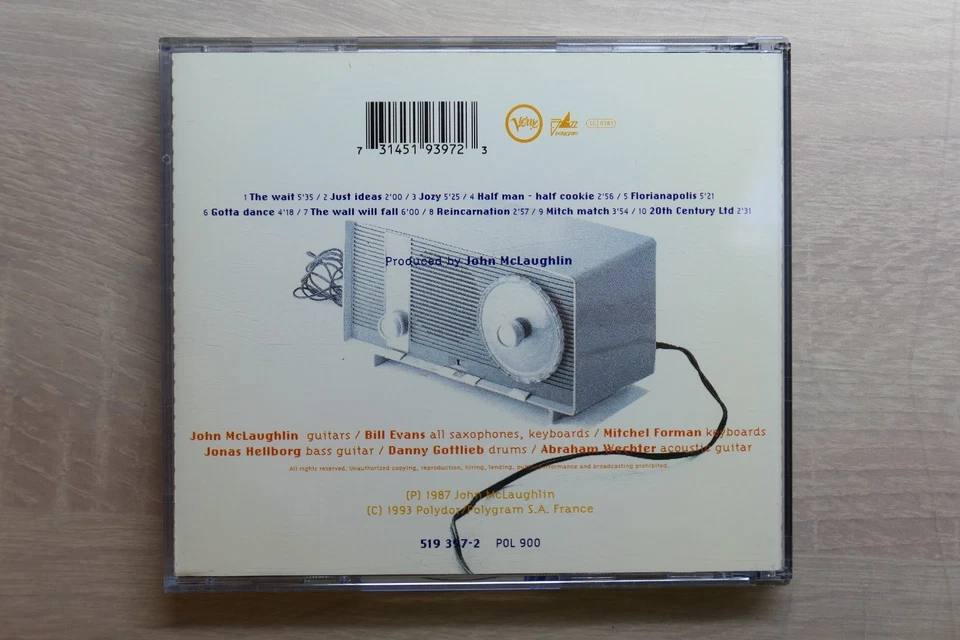 7 31451 93972 3
Verve JAZZ polygram LC 0383
1 The wait 5'35 / 2 Just ideas 2'00 / 3 Jozy 5'25 / 4 Half man - half cookie 2'56 / 5 Florianapolis 5'21
6 Gotta dance 4'18 / 7 The wall will fall 6'00 / 8 Reincarnation 2'57 / 9 Mitch match 3'54 / 10 20th Century Ltd 2'31
Produced by John McLaughlin
John McLaughlin guitars / Bill Evans all saxophones, keyboards / Mitchel Forman keyboards
Jonas Hellborg bass guitar / Danny Gottlieb drums / Abraham Wechter acoustic guitar
All rights reserved. Unauthorized copying, reproduction, hiring, lending, public performance and broadcasting prohibited.
(P) 1987 John McLaughlin
(C) 1993 Polydor/Polygram S.A. France
519 397-2 POL 900